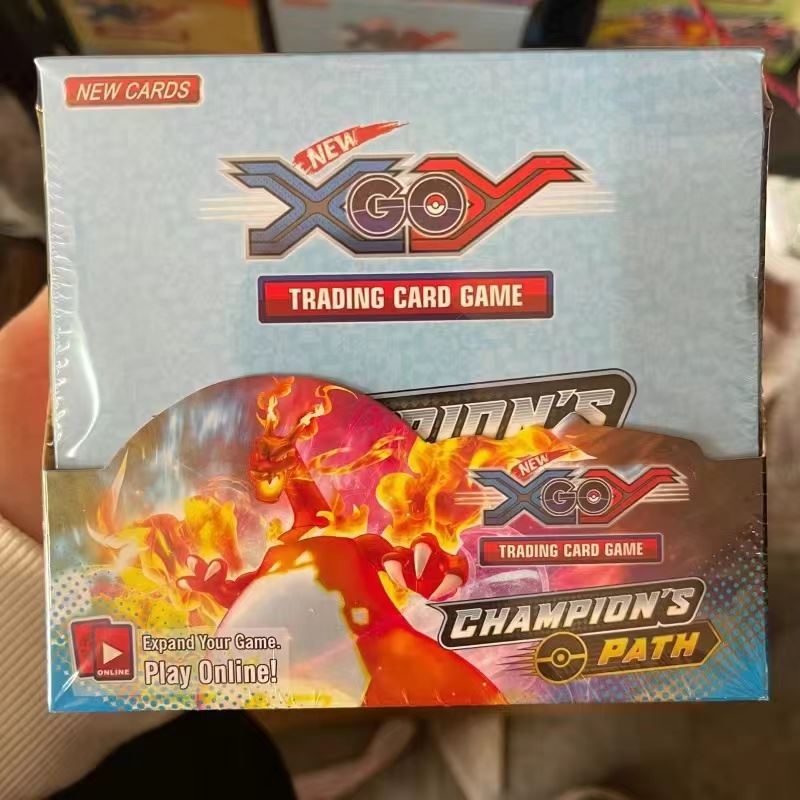 NEW CARDS
NEW
XGOY
TRADING CARD GAME
PION'S
NEW
XGOY
TRADING CARD GAME
CHAMPION'S
PATH
ONLINE
Expand Your Game.
Play Online!